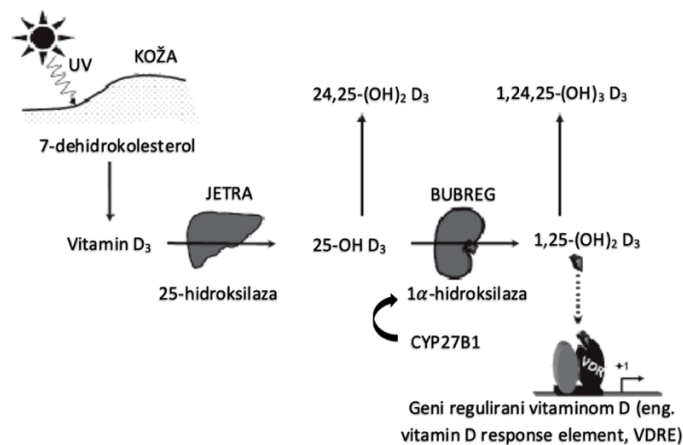 KOŽA
UV
7-dehidrokolesterol
24,25-(OH)₂ D₃
1,24,25-(OH)₃ D₃
JETRA
BUBREG
Vitamin D₃
25-OH D₃
1,25-(OH)₂ D₃
25-hidroksilaza
1α-hidroksilaza
CYP27B1
VDR
+1
Geni regulirani vitaminom D (eng.
vitamin D response element, VDRE)